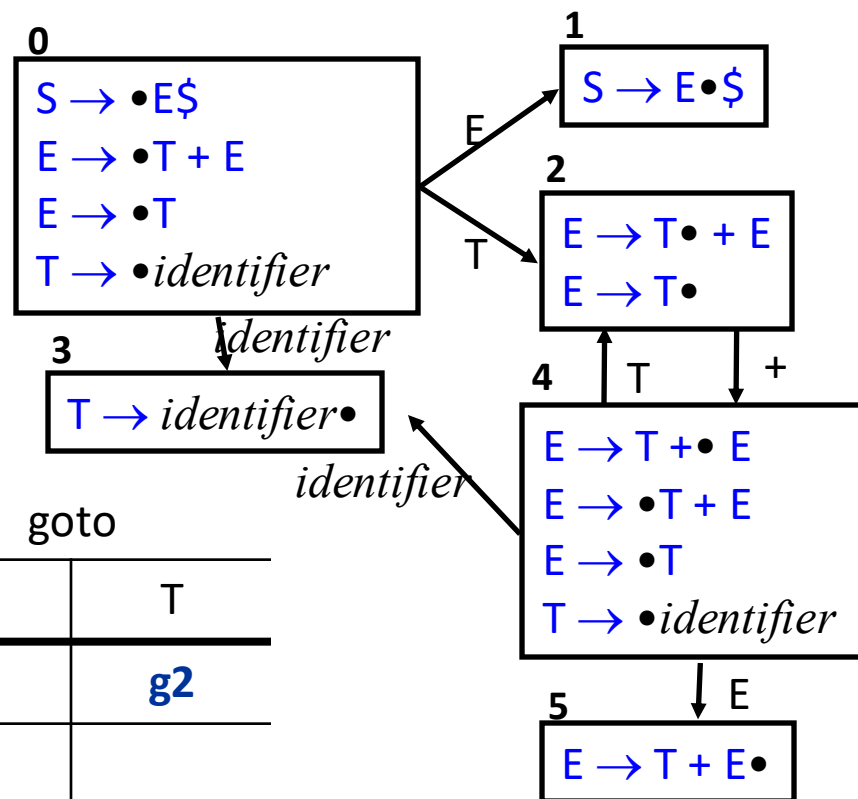 0
S → •E$
E → •T + E
E → •T
T → •identifier
E
T
identifier
1
S → E•$
2
E → T• + E
E → T•
3
T → identifier•
T
+
4
E → T +• E
E → •T + E
E → •T
T → •identifier
identifier
E
5
E → T + E•
goto
T
g2